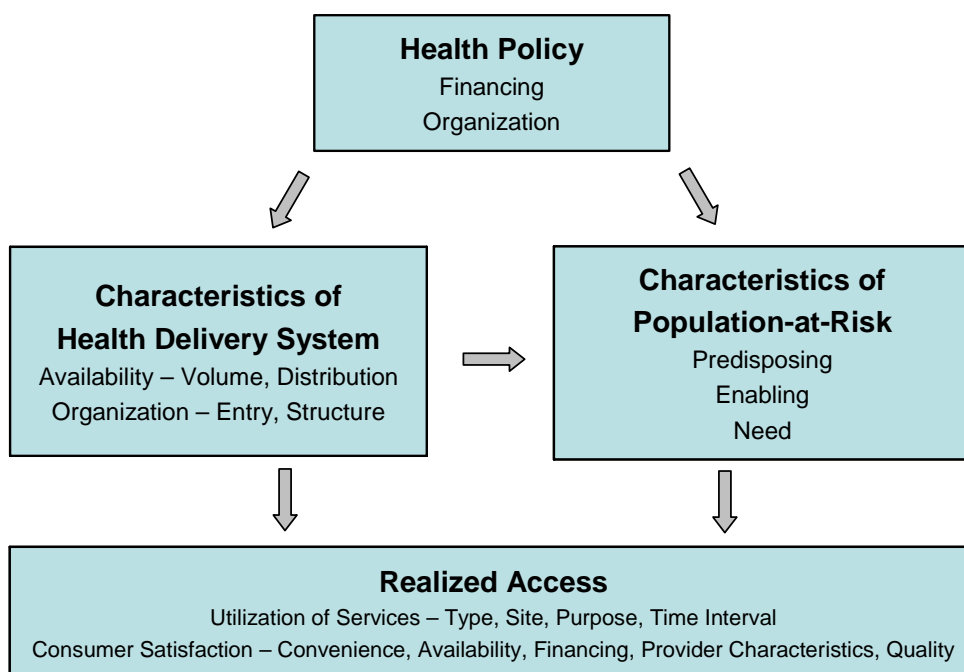 Health Policy
Financing
Organization
Characteristics of
Health Delivery System
Availability – Volume, Distribution
Organization – Entry, Structure
Characteristics of
Population-at-Risk
Predisposing
Enabling
Need
Realized Access
Utilization of Services – Type, Site, Purpose, Time Interval
Consumer Satisfaction – Convenience, Availability, Financing, Provider Characteristics, Quality